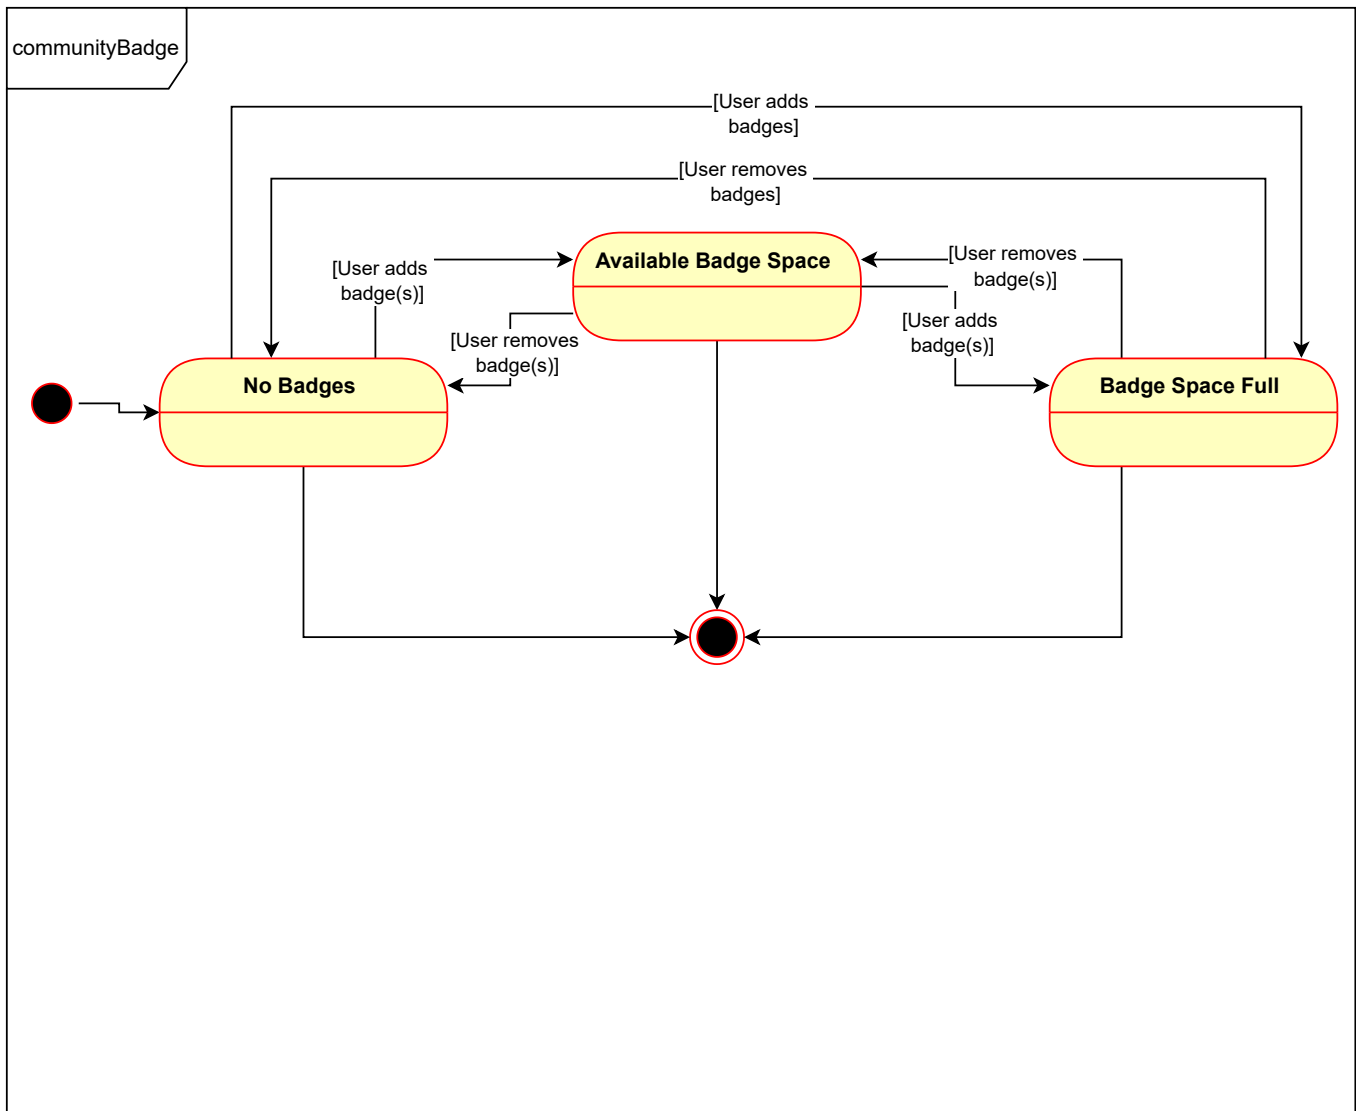 communityBadge
[User adds
badges]
[User removes
badges]
Available Badge Space
[User adds
badge(s)]
[User removes
badge(s)]
[User removes
badge(s)]
[User adds
badge(s)]
No Badges
Badge Space Full